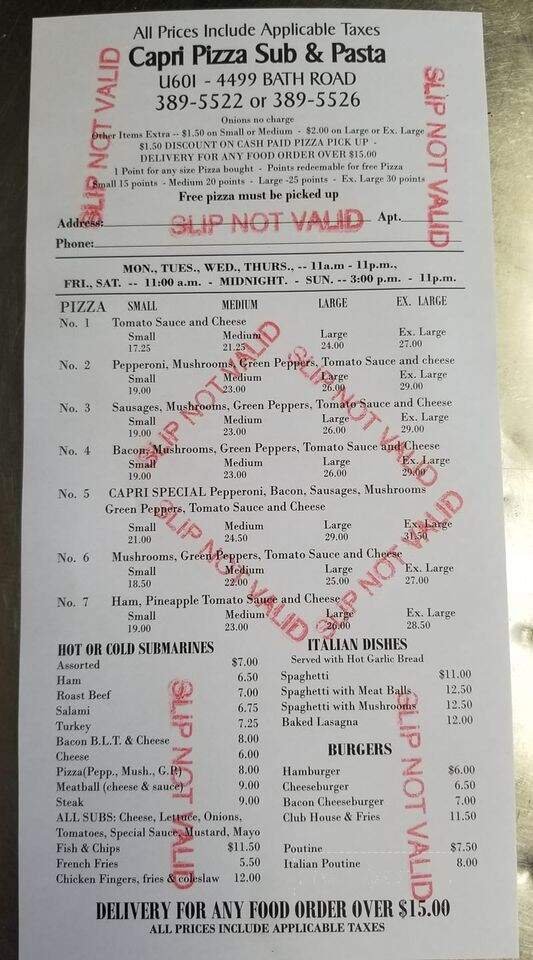 All Prices Include Applicable Taxes
Capri Pizza Sub & Pasta
U601 - 4499 BATH ROAD
389-5522 or 389-5526
Onions no charge
Other Items Extra -- $1.50 on Small or Medium - $2.00 on Large or Ex. Large
$1.50 DISCOUNT ON CASH PAID PIZZA PICK UP -
DELIVERY FOR ANY FOOD ORDER OVER $15.00
1 Point for any size Pizza bought - Points redeemable for free Pizza
Small 15 points - Medium 20 points - Large -25 points - Ex. Large 30 points
Free pizza must be picked up
SLIP NOT VALID
SLIP NOT VALID
SLIP NOT VALID
Address: Apt.
Phone:
MON., TUES., WED., THURS., -- 11a.m - 11p.m.,
FRI., SAT. -- 11:00 a.m. - MIDNIGHT. - SUN. -- 3:00 p.m. - 11p.m.
PIZZA SMALL MEDIUM LARGE EX. LARGE
No. 1 Tomato Sauce and Cheese
Small Medium Large Ex. Large
17.25 21.25 24.00 27.00
No. 2 Pepperoni, Mushrooms, Green Peppers, Tomato Sauce and cheese
Small Medium Large Ex. Large
19.00 23.00 26.00 29.00
No. 3 Sausages, Mushrooms, Green Peppers, Tomato Sauce and Cheese
Small Medium Large Ex. Large
19.00 23.00 26.00 29.00
No. 4 Bacon, Mushrooms, Green Peppers, Tomato Sauce and Cheese
Small Medium Large Ex. Large
19.00 23.00 26.00 29.00
No. 5 CAPRI SPECIAL Pepperoni, Bacon, Sausages, Mushrooms
Green Peppers, Tomato Sauce and Cheese
Small Medium Large Ex. Large
21.00 24.50 29.00 31.50
No. 6 Mushrooms, Green Peppers, Tomato Sauce and Cheese
Small Medium Large Ex. Large
18.50 22.00 25.00 27.00
No. 7 Ham, Pineapple Tomato Sauce and Cheese
Small Medium Large Ex. Large
19.00 23.00 26.00 28.50
SLIP NOT VALID
SLIP NOT VALID
SLIP NOT VALID
SLIP NOT VALID
HOT OR COLD SUBMARINES
Assorted $7.00
Ham 6.50
Roast Beef 7.00
Salami 6.75
Turkey 7.25
Bacon B.L.T. & Cheese 8.00
Cheese 6.00
Pizza(Pepp., Mush., G.P.) 8.00
Meatball (cheese & sauce) 9.00
Steak 9.00
ALL SUBS: Cheese, Lettuce, Onions,
Tomatoes, Special Sauce, Mustard, Mayo
Fish & Chips $11.50
French Fries 5.50
Chicken Fingers, fries & coleslaw 12.00
SLIP NOT VALID
ITALIAN DISHES
Served with Hot Garlic Bread
Spaghetti $11.00
Spaghetti with Meat Balls 12.50
Spaghetti with Mushrooms 12.50
Baked Lasagna 12.00
BURGERS
Hamburger $6.00
Cheeseburger 6.50
Bacon Cheeseburger 7.00
Club House & Fries 11.50
Poutine $7.50
Italian Poutine 8.00
SLIP NOT VALID
DELIVERY FOR ANY FOOD ORDER OVER $15.00
ALL PRICES INCLUDE APPLICABLE TAXES